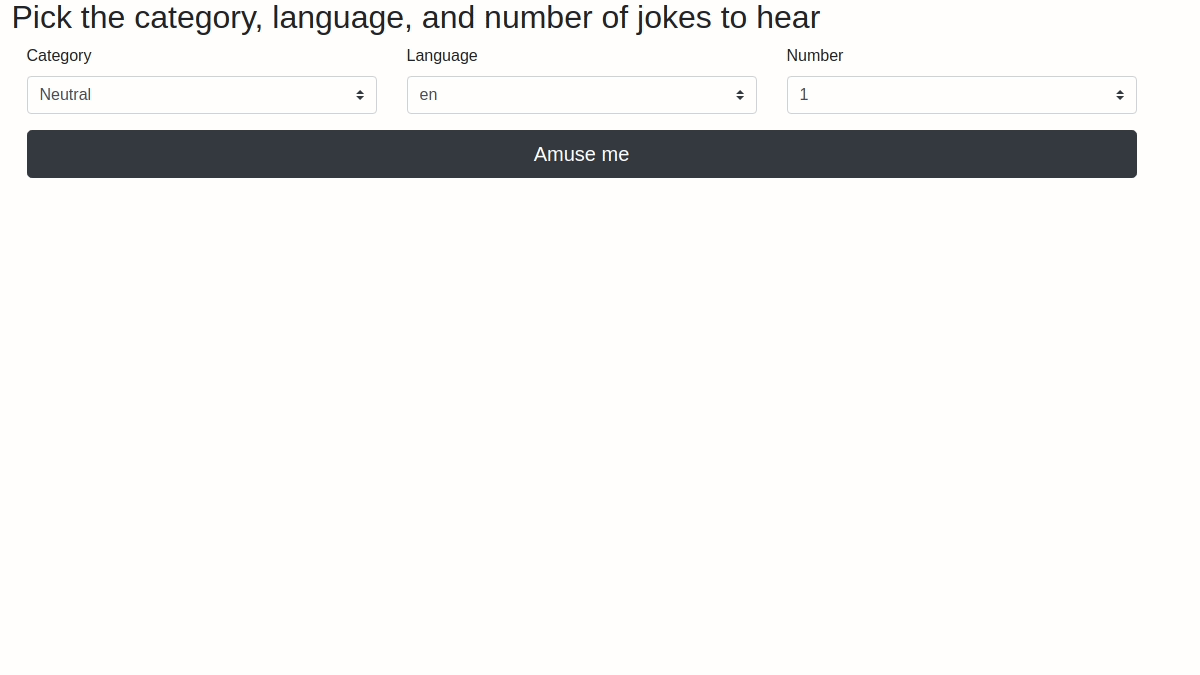 Pick the category, language, and number of jokes to hear
Category Language Number
Neutral en 1
Amuse me